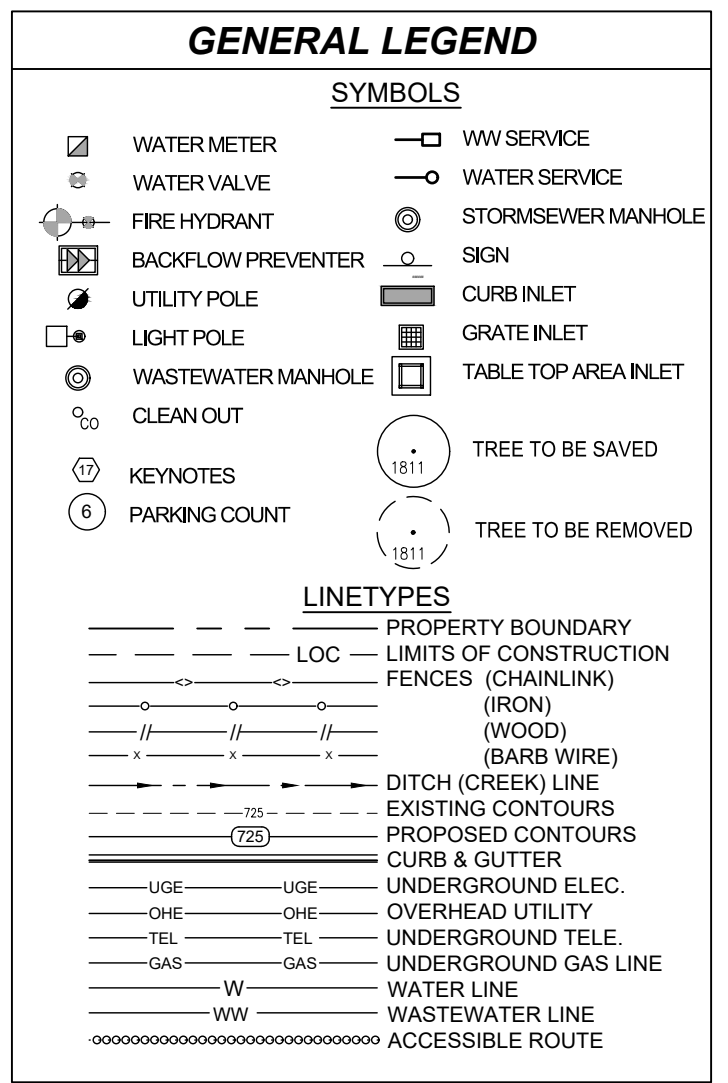 GENERAL LEGEND
SYMBOLS
WATER METER
WATER VALVE
FIRE HYDRANT
BACKFLOW PREVENTER
UTILITY POLE
LIGHT POLE
WASTEWATER MANHOLE
CO CLEAN OUT
17 KEYNOTES
6 PARKING COUNT
WW SERVICE
WATER SERVICE
STORMSEWER MANHOLE
SIGN
CURB INLET
GRATE INLET
TABLE TOP AREA INLET
1811 TREE TO BE SAVED
1811 TREE TO BE REMOVED
LINETYPES
PROPERTY BOUNDARY
LOC LIMITS OF CONSTRUCTION
<> <> FENCES (CHAINLINK)
(IRON)
// // // (WOOD)
x x x (BARB WIRE)
DITCH (CREEK) LINE
725 EXISTING CONTOURS
725 PROPOSED CONTOURS
CURB & GUTTER
UGE UGE UNDERGROUND ELEC.
OHE OHE OVERHEAD UTILITY
TEL TEL UNDERGROUND TELE.
GAS GAS UNDERGROUND GAS LINE
W WATER LINE
WW WASTEWATER LINE
ACCESSIBLE ROUTE